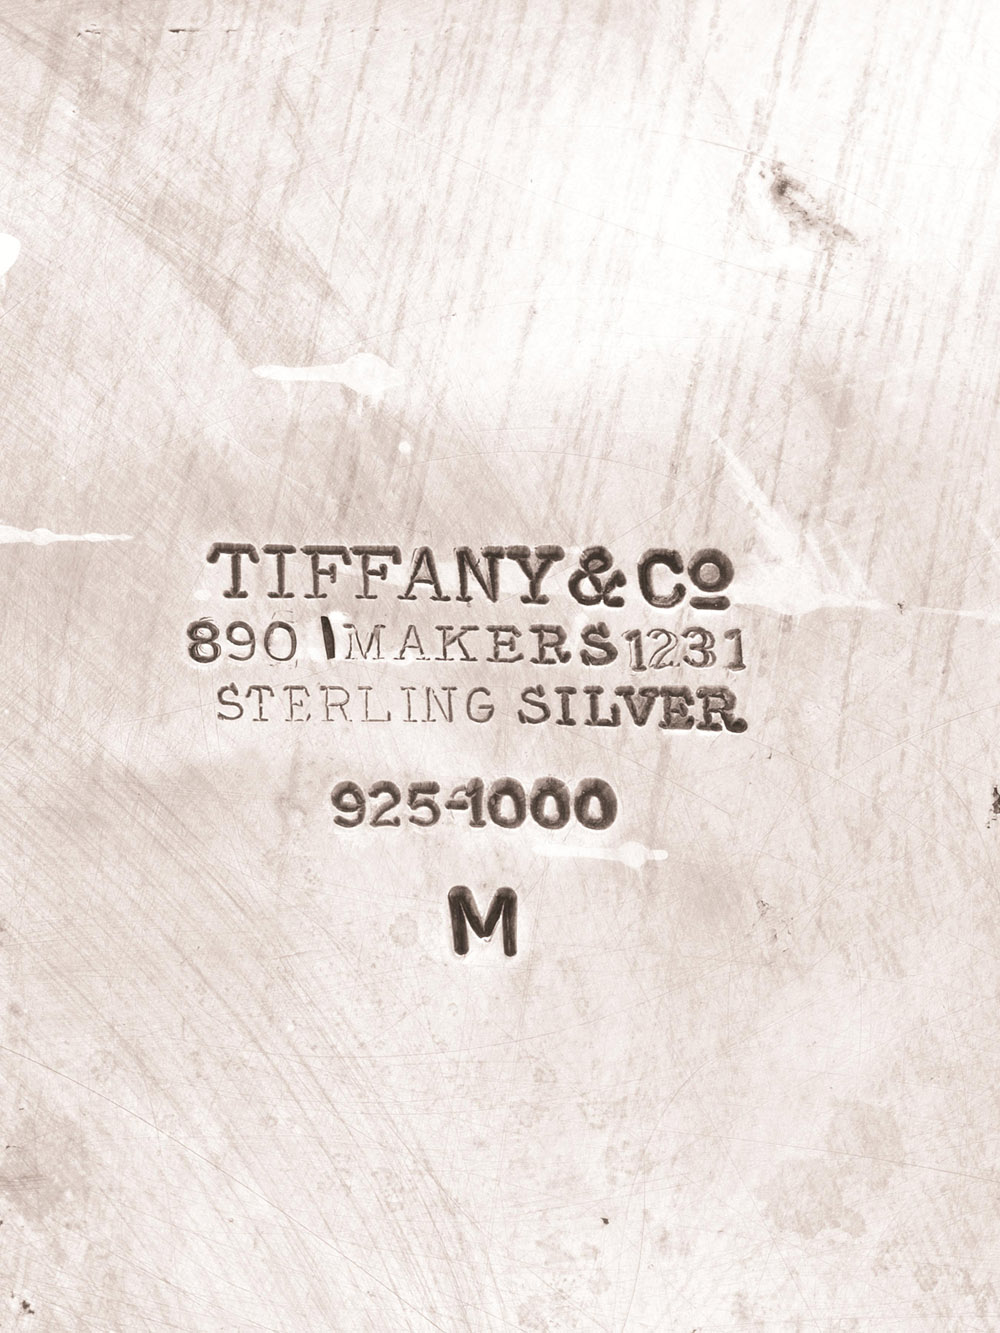 TIFFANY & Co
890 MAKERS 1231
STERLING SILVER
925-1000
M